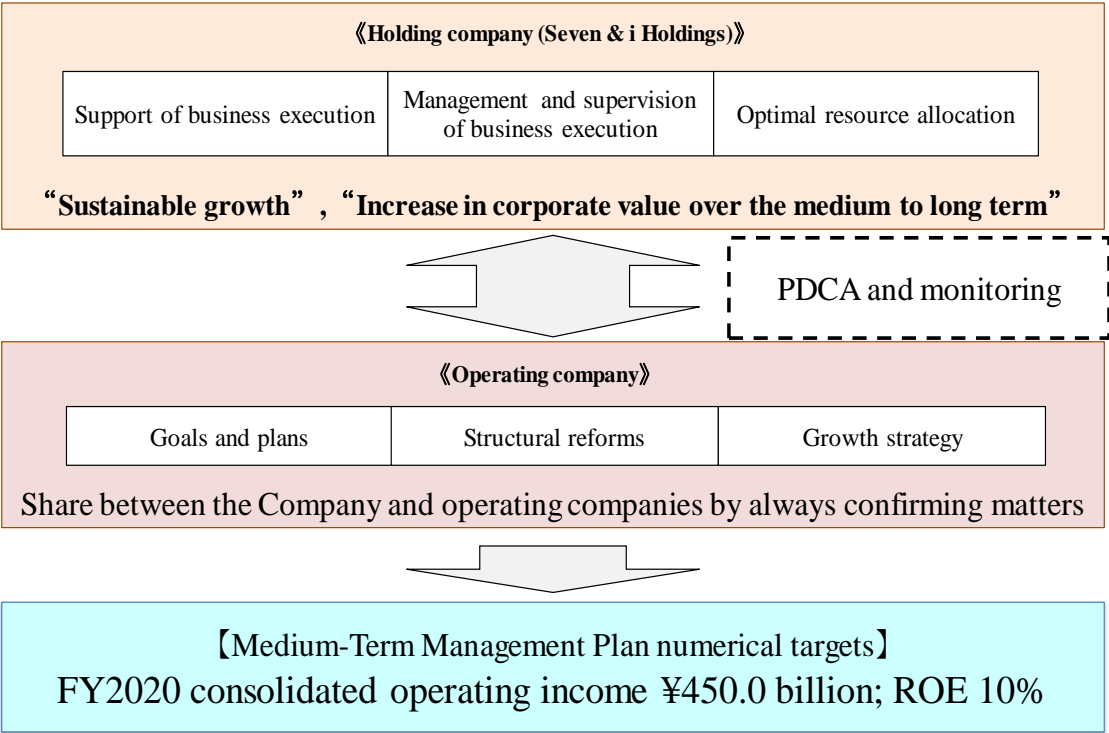 《Holding company (Seven & i Holdings)》
Support of business execution
Management and supervision
of business execution
Optimal resource allocation
“Sustainable growth”, “Increase in corporate value over the medium to long term”
PDCA and monitoring
《Operating company》
Goals and plans
Structural reforms
Growth strategy
Share between the Company and operating companies by always confirming matters
【Medium-Term Management Plan numerical targets】
FY2020 consolidated operating income ¥450.0 billion; ROE 10%